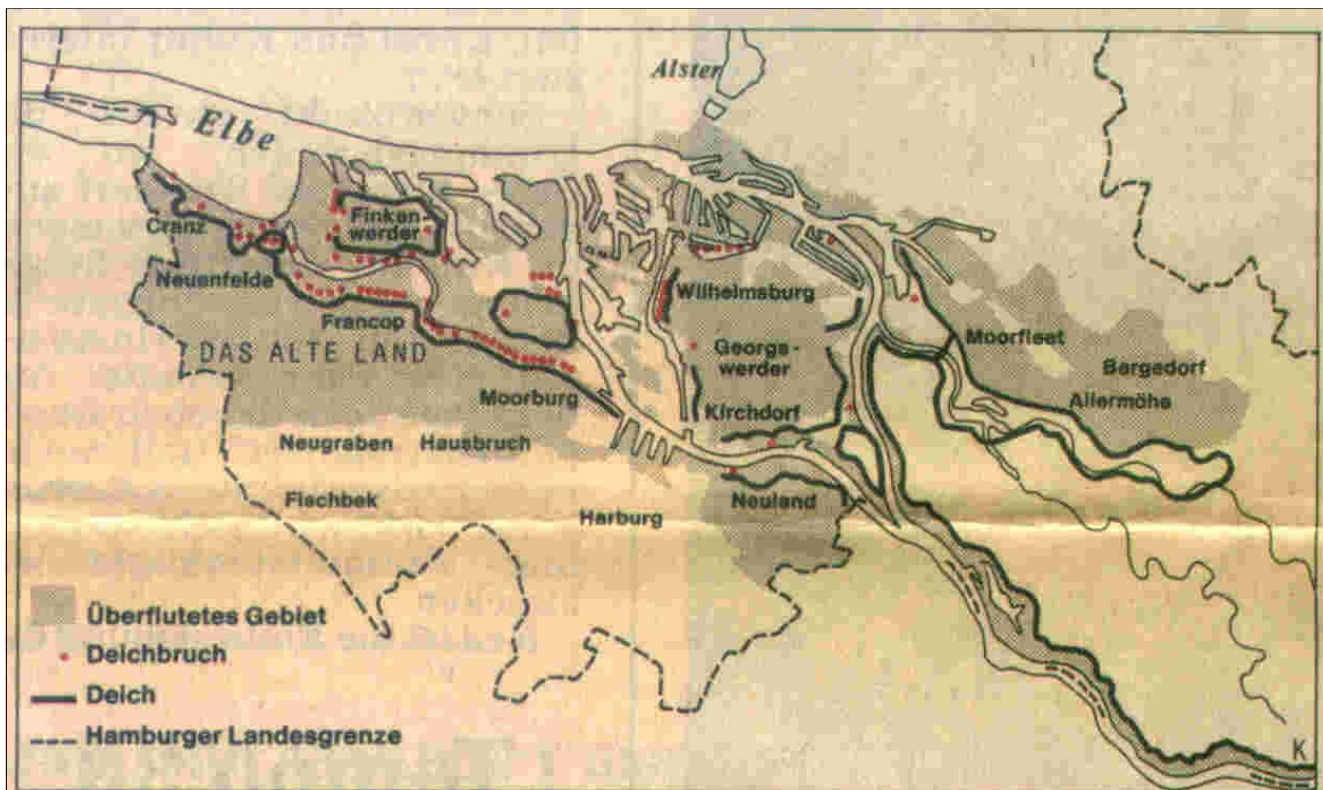 Alster
Elbe
Cranz
Finken-
werder
Neuenfelde
Wilhelmsburg
Francop
DAS ALTE LAND
Georgs-
werder
Moorfleet
Bergedorf
Allermöhe
Moorburg
Kirchdorf
Neugraben
Hausbruch
Fischbek
Neuland
Harburg
Überflutetes Gebiet
Deichbruch
Deich
Hamburger Landesgrenze
K